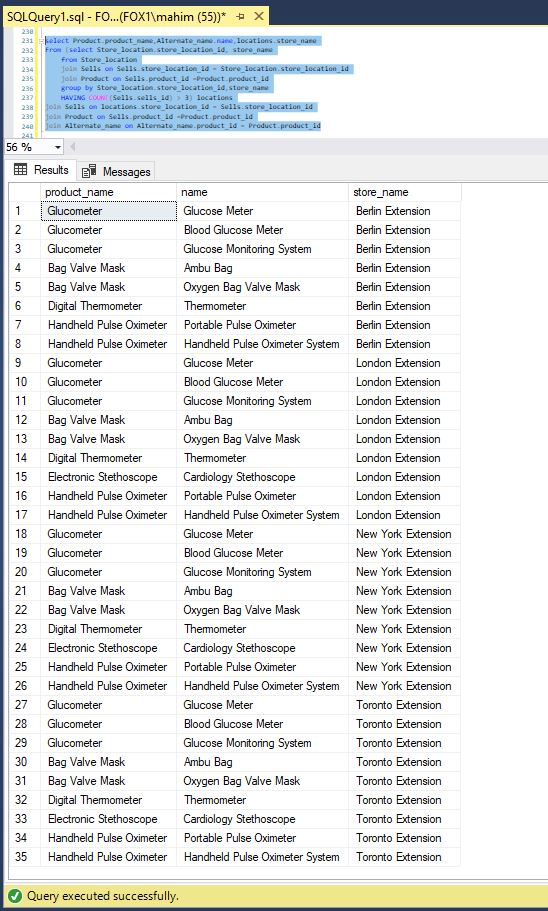 SQLQuery1.sql - FO...(FOX1\mahim (55))*
230
231 select Product.product_name,Alternate_name.name,locations.store_name
232 From (select Store_location.store_location_id, store_name
233 from Store_location
234 join Sells on Sells.store_location_id = Store_location.store_location_id
235 join Product on Sells.product_id =Product.product_id
236 group by Store_location.store_location_id,store_name
237 HAVING COUNT(Sells.sells_id) > 3) locations
238 join Sells on locations.store_location_id = Sells.store_location_id
239 join Product on Sells.product_id =Product.product_id
240 join Alternate_name on Alternate_name.product_id = Product.product_id
241
56 %
Results Messages
product_name name store_name
1 Glucometer Glucose Meter Berlin Extension
2 Glucometer Blood Glucose Meter Berlin Extension
3 Glucometer Glucose Monitoring System Berlin Extension
4 Bag Valve Mask Ambu Bag Berlin Extension
5 Bag Valve Mask Oxygen Bag Valve Mask Berlin Extension
6 Digital Thermometer Thermometer Berlin Extension
7 Handheld Pulse Oximeter Portable Pulse Oximeter Berlin Extension
8 Handheld Pulse Oximeter Handheld Pulse Oximeter System Berlin Extension
9 Glucometer Glucose Meter London Extension
10 Glucometer Blood Glucose Meter London Extension
11 Glucometer Glucose Monitoring System London Extension
12 Bag Valve Mask Ambu Bag London Extension
13 Bag Valve Mask Oxygen Bag Valve Mask London Extension
14 Digital Thermometer Thermometer London Extension
15 Electronic Stethoscope Cardiology Stethoscope London Extension
16 Handheld Pulse Oximeter Portable Pulse Oximeter London Extension
17 Handheld Pulse Oximeter Handheld Pulse Oximeter System London Extension
18 Glucometer Glucose Meter New York Extension
19 Glucometer Blood Glucose Meter New York Extension
20 Glucometer Glucose Monitoring System New York Extension
21 Bag Valve Mask Ambu Bag New York Extension
22 Bag Valve Mask Oxygen Bag Valve Mask New York Extension
23 Digital Thermometer Thermometer New York Extension
24 Electronic Stethoscope Cardiology Stethoscope New York Extension
25 Handheld Pulse Oximeter Portable Pulse Oximeter New York Extension
26 Handheld Pulse Oximeter Handheld Pulse Oximeter System New York Extension
27 Glucometer Glucose Meter Toronto Extension
28 Glucometer Blood Glucose Meter Toronto Extension
29 Glucometer Glucose Monitoring System Toronto Extension
30 Bag Valve Mask Ambu Bag Toronto Extension
31 Bag Valve Mask Oxygen Bag Valve Mask Toronto Extension
32 Digital Thermometer Thermometer Toronto Extension
33 Electronic Stethoscope Cardiology Stethoscope Toronto Extension
34 Handheld Pulse Oximeter Portable Pulse Oximeter Toronto Extension
35 Handheld Pulse Oximeter Handheld Pulse Oximeter System Toronto Extension
Query executed successfully.